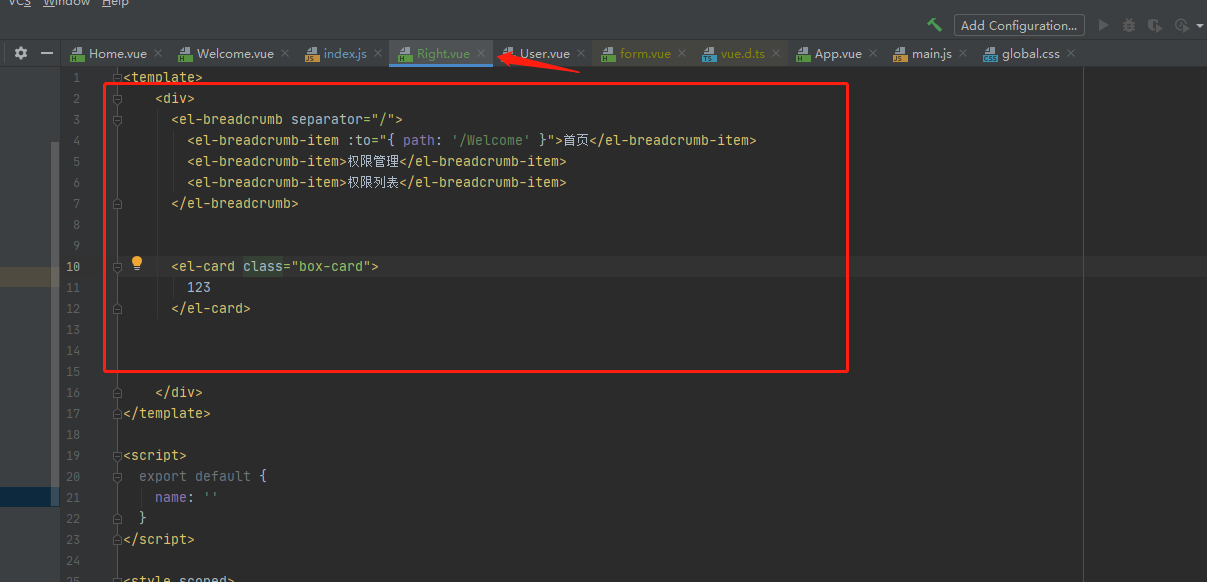 VCS Window Help
Add Configuration...
Home.vue Welcome.vue index.js Right.vue User.vue form.vue vue.d.ts App.vue main.js global.css
1 <template>
2 <div>
3 <el-breadcrumb separator="/">
4 <el-breadcrumb-item :to="{ path: '/Welcome' }">首页</el-breadcrumb-item>
5 <el-breadcrumb-item>权限管理</el-breadcrumb-item>
6 <el-breadcrumb-item>权限列表</el-breadcrumb-item>
7 </el-breadcrumb>
8
9
10 <el-card class="box-card">
11 123
12 </el-card>
13
14
15
16 </div>
17 </template>
18
19 <script>
20 export default {
21 name: ''
22 }
23 </script>
24
25 <style scoped>